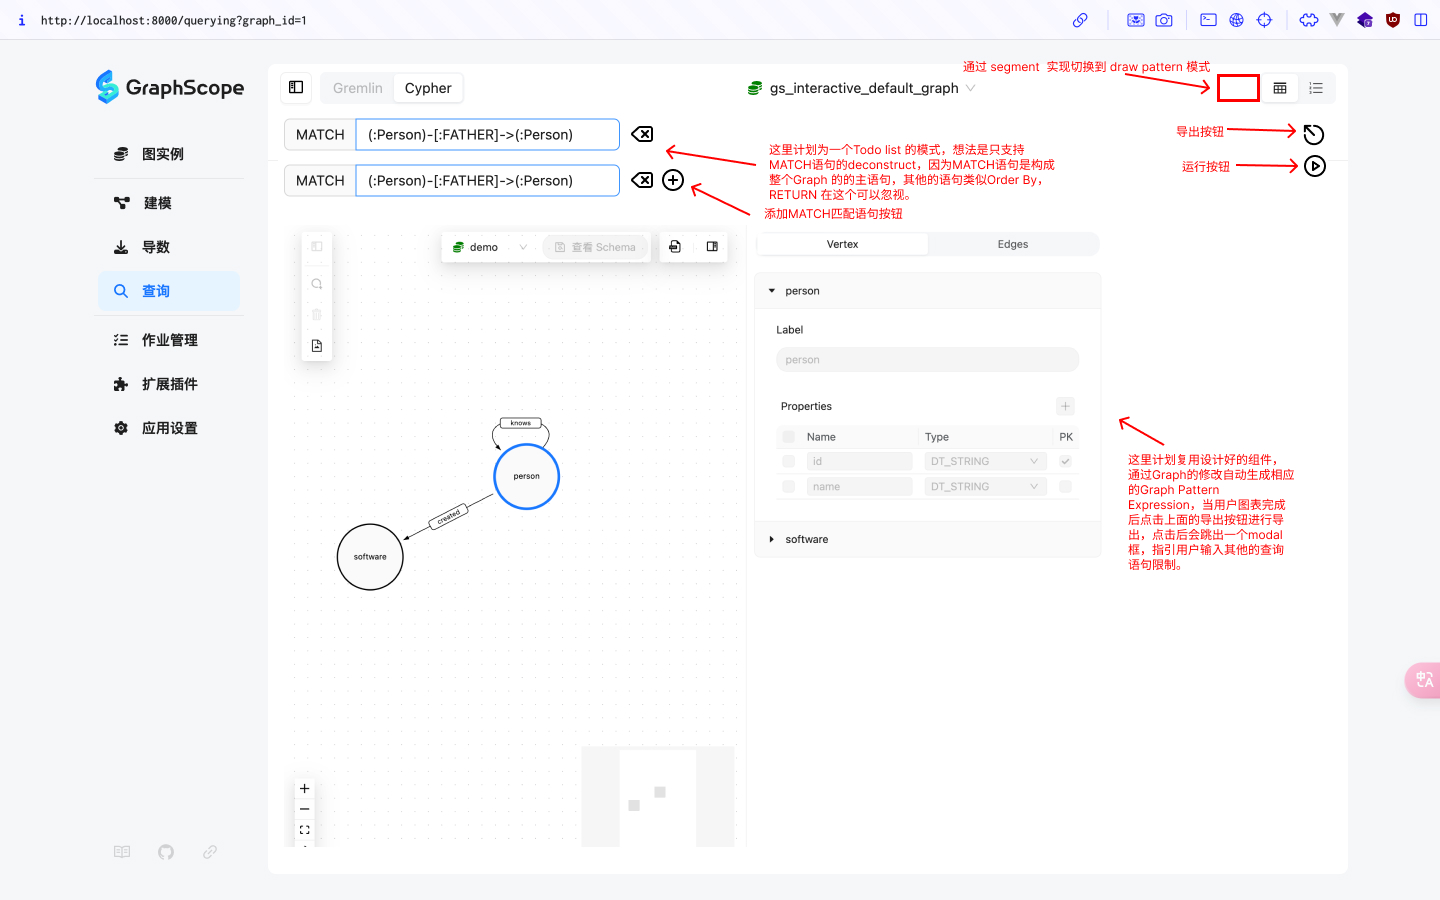 http://localhost:8000/querying?graph_id=1
GraphScope
图实例
建模
导数
查询
作业管理
扩展插件
应用设置
Gremlin
Cypher
gs_interactive_default_graph
通过 segment 实现切换到 draw pattern 模式
MATCH
(:Person)-[:FATHER]->(:Person)
MATCH
(:Person)-[:FATHER]->(:Person)
这里计划为一个Todo list 的模式，想法是只支持
MATCH语句的deconstruct，因为MATCH语句是构成
整个Graph 的的主语句，其他的语句类似Order By，
RETURN 在这个可以忽视。
添加MATCH匹配语句按钮
导出按钮
运行按钮
demo
查看 Schema
knows
person
created
software
Vertex
Edges
person
Label
person
Properties
Name
Type
PK
id
DT_STRING
name
DT_STRING
software
这里计划复用设计好的组件，
通过Graph的修改自动生成相应
的Graph Pattern
Expression，当用户图表完成
后点击上面的导出按钮进行导
出，点击后会跳出一个modal
框，指引用户输入其他的查询
语句限制。